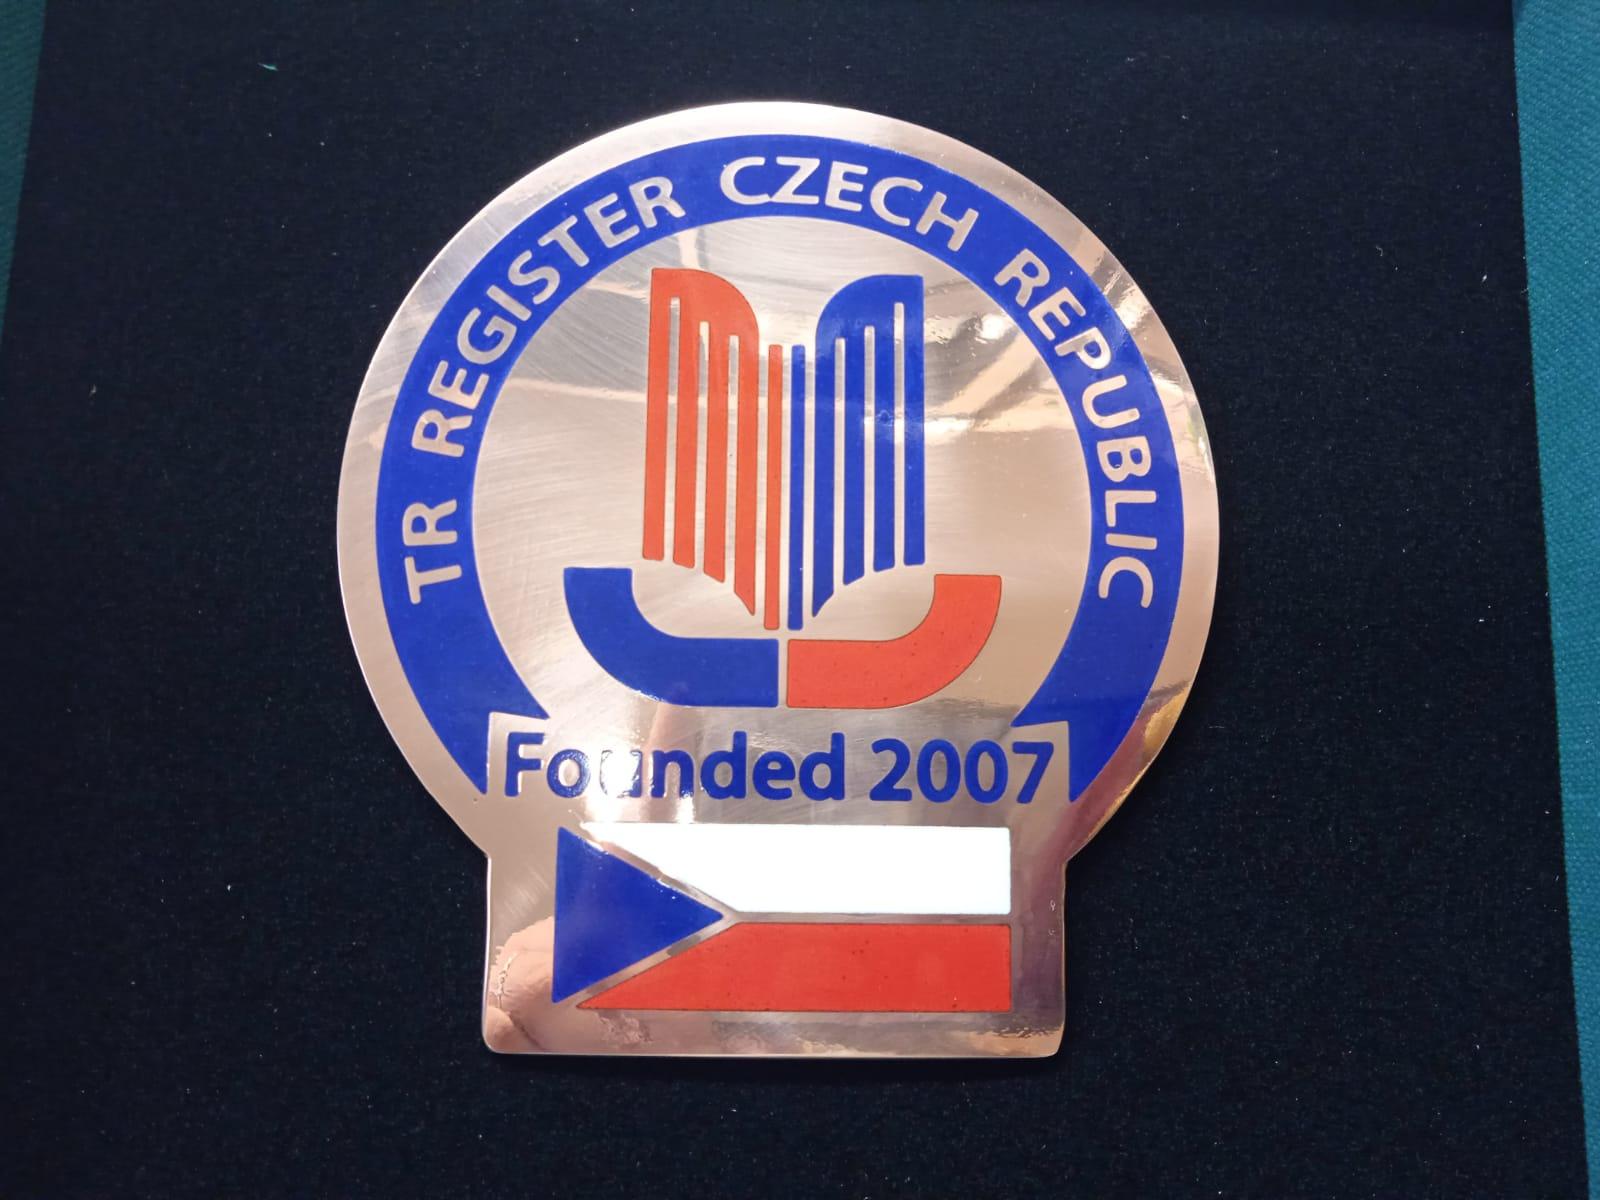 TR REGISTER CZECH REPUBLIC
Founded 2007